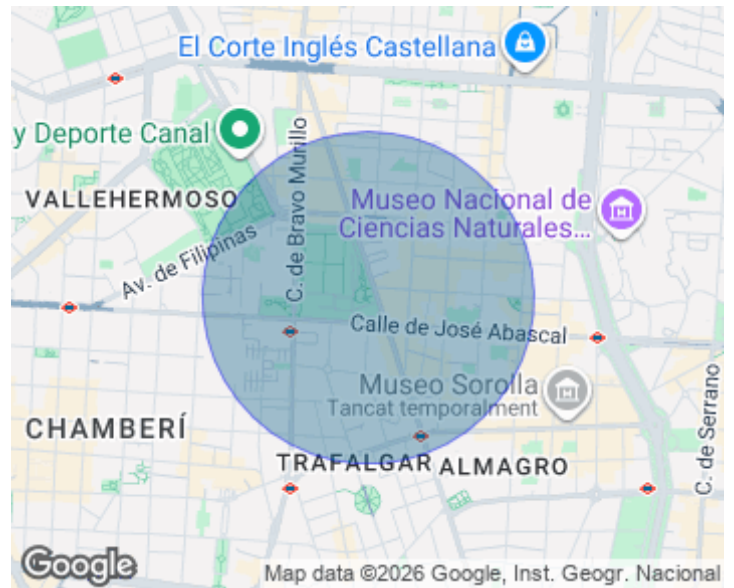 El Corte Inglés Castellana
y Deporte Canal
C. de Bravo Murillo
VALLEHERMOSO
Museo Nacional de
Ciencias Naturales...
Av. de Filipinas
Calle de José Abascal
Museo Sorolla
Tancat temporalment
C. de Serrano
CHAMBERÍ
TRAFALGAR
ALMAGRO
Google
Map data ©2026 Google, Inst. Geogr. Nacional